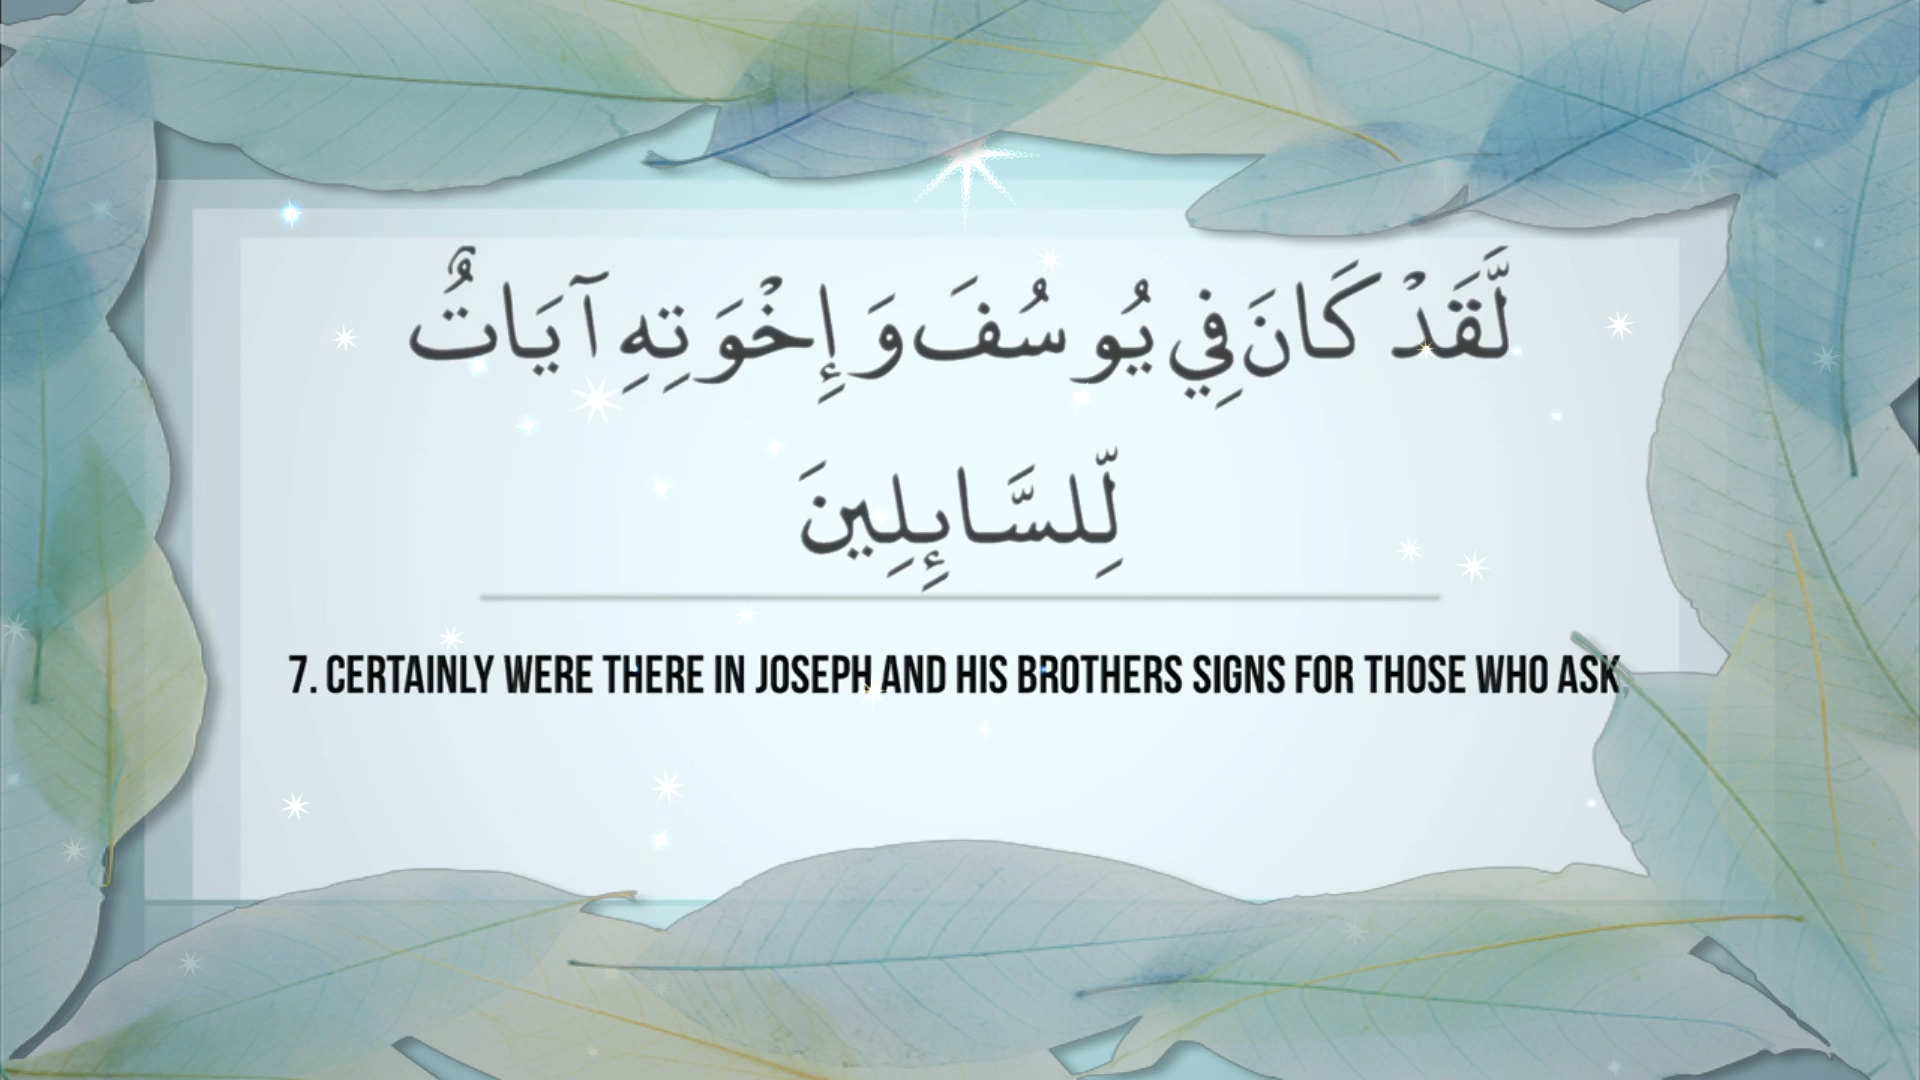 لَّقَدْ كَانَ فِي يُوسُفَ وَإِخْوَتِهِ آيَاتٌ
لِّلسَّائِلِينَ
7. CERTAINLY WERE THERE IN JOSEPH AND HIS BROTHERS SIGNS FOR THOSE WHO ASK,